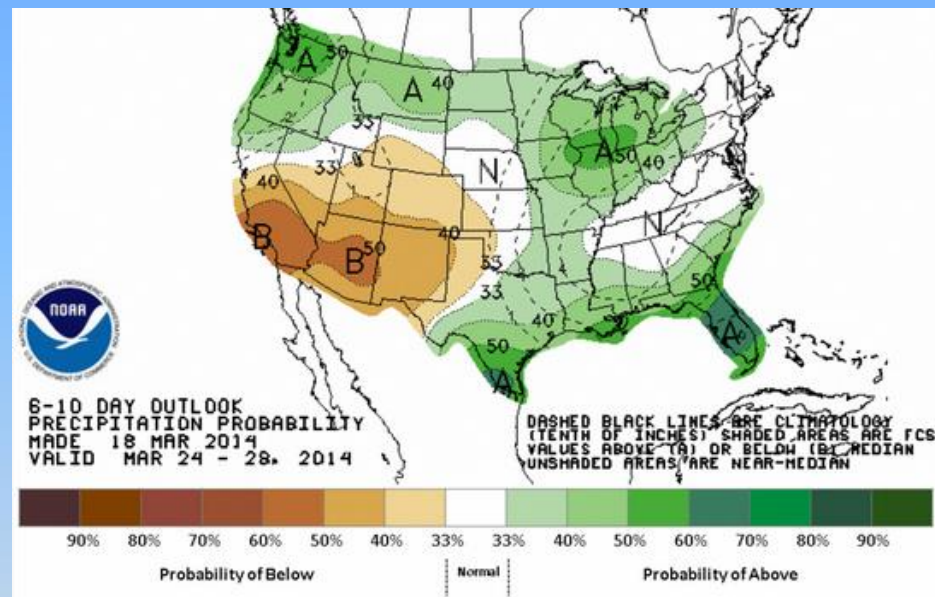 50
A
A 40
N
33
A
50
40
33
40
N
B
N
B 50
40
33
33
50
40
A
50
A
NOAA
NATIONAL OCEANIC AND ATMOSPHERIC ADMINISTRATION
U.S. DEPARTMENT OF COMMERCE
6-10 DAY OUTLOOK
PRECIPITATION PROBABILITY
MADE 18 MAR 2014
VALID MAR 24 - 28, 2014
DASHED BLACK LINES ARE CLIMATOLOGY
(TENTH OF INCHES) SHADED AREAS ARE FCS
VALUES ABOVE (A) OR BELOW (B) MEDIAN
UNSHADED AREAS ARE NEAR-MEDIAN
90% 80% 70% 60% 50% 40% 33% 33% 40% 50% 60% 70% 80% 90%
Probability of Below Normal Probability of Above